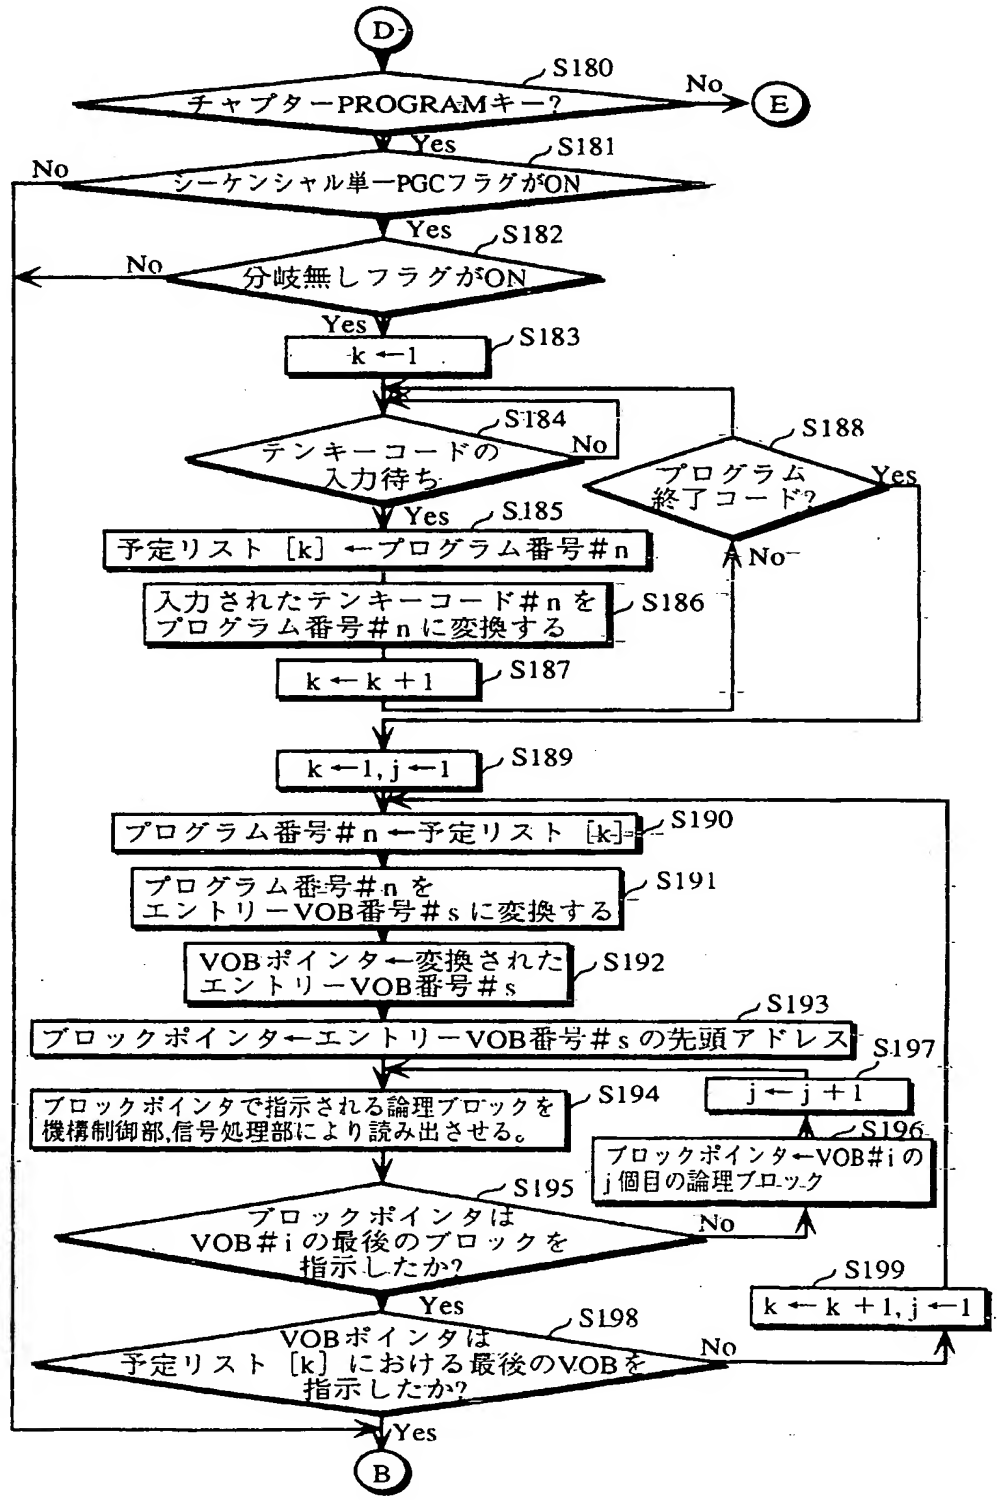 D
S180
チャプターPROGRAMキー?
No
E
Yes
S181
No
シーケンシャル単一PGCフラグがON
Yes
S182
No
分岐無しフラグがON
Yes
S183
k←1
S184
テンキーコードの
入力待ち
No
S188
プログラム
終了コード?
Yes
No
Yes
S185
予定リスト [k] ←プログラム番号#n
S186
入力されたテンキーコード#nを
プログラム番号#nに変換する
S187
k←k+1
S189
k←1, j←1
S190
プログラム番号#n←予定リスト [k]
S191
プログラム番号#nを
エントリーVOB番号#sに変換する
S192
VOBポインタ←変換された
エントリーVOB番号#s
S193
ブロックポインタ←エントリーVOB番号#sの先頭アドレス
S197
j←j+1
S194
ブロックポインタで指示される論理ブロックを
機構制御部,信号処理部により読み出させる。
S196
ブロックポインタ←VOB#iの
j個目の論理ブロック
S195
ブロックポインタは
VOB#iの最後のブロックを
指示したか?
No
Yes
S199
k←k+1, j←1
S198
VOBポインタは
予定リスト [k] における最後のVOBを
指示したか?
No
Yes
B